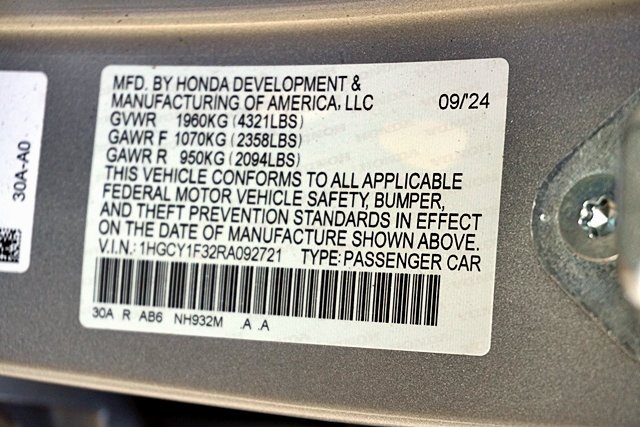 MFD. BY HONDA DEVELOPMENT &
MANUFACTURING OF AMERICA, LLC 09/'24
GVWR 1960KG (4321LBS)
GAWR F 1070KG (2358LBS)
GAWR R 950KG (2094LBS)
THIS VEHICLE CONFORMS TO ALL APPLICABLE
FEDERAL MOTOR VEHICLE SAFETY, BUMPER,
AND THEFT PREVENTION STANDARDS IN EFFECT
ON THE DATE OF MANUFACTURE SHOWN ABOVE.
V.I.N.: 1HGCY1F32RA092721 TYPE: PASSENGER CAR
30A R AB6 NH932M .A .A
30A-A0